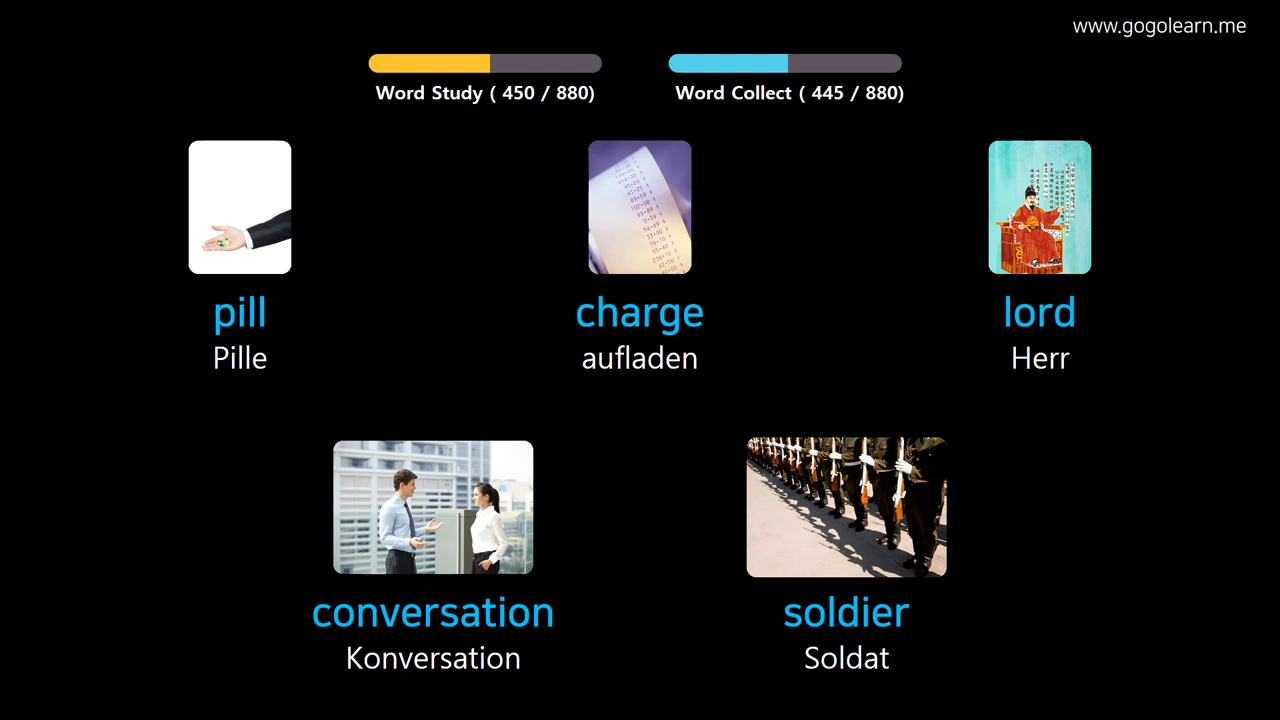 www.gogolearn.me
Word Study ( 450 / 880)
Word Collect ( 445 / 880)
pill
Pille
charge
aufladen
lord
Herr
conversation
Konversation
soldier
Soldat